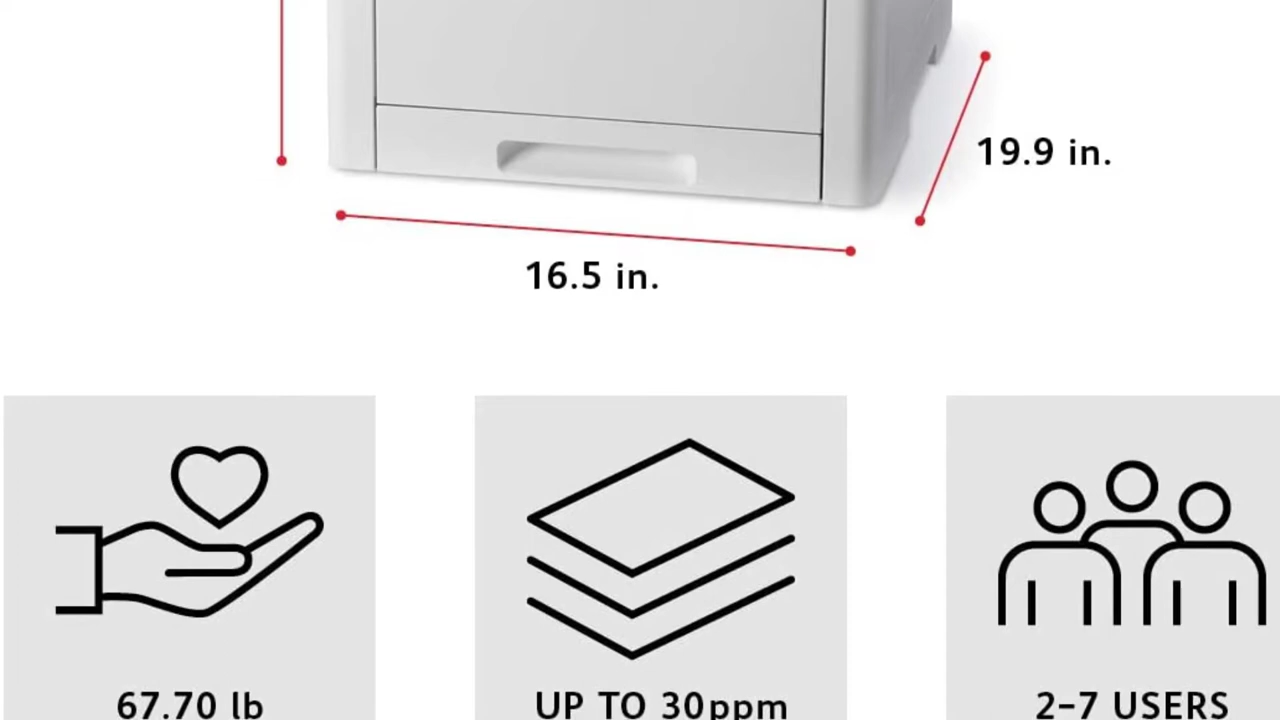 19.9 in.
16.5 in.
67.70 lb
UP TO 30ppm
2–7 USERS